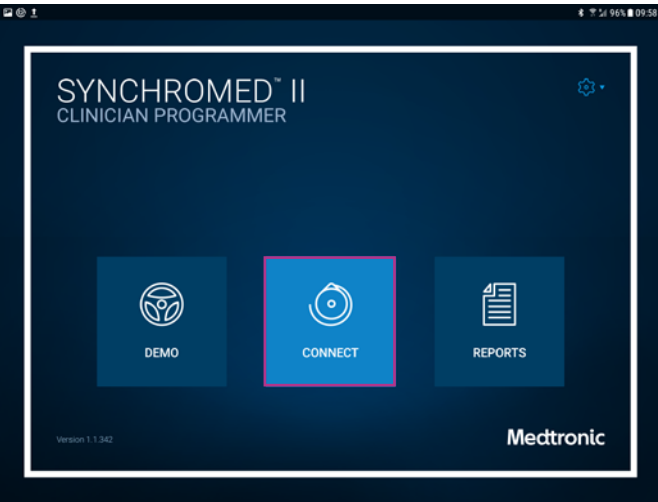 96% 09:58
SYNCHROMED™ II
CLINICIAN PROGRAMMER
DEMO
CONNECT
REPORTS
Version 1.1.342
Medtronic